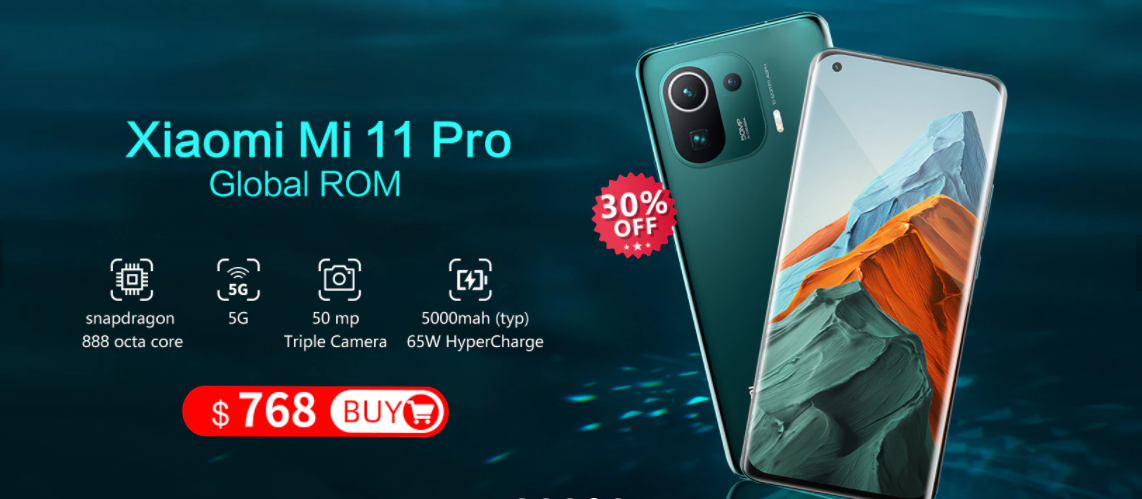 Xiaomi Mi 11 Pro
Global ROM
30%
OFF
snapdragon
888 octa core
5G
5G
50 mp
Triple Camera
5000mah (typ)
65W HyperCharge
$ 768 BUY
50MP